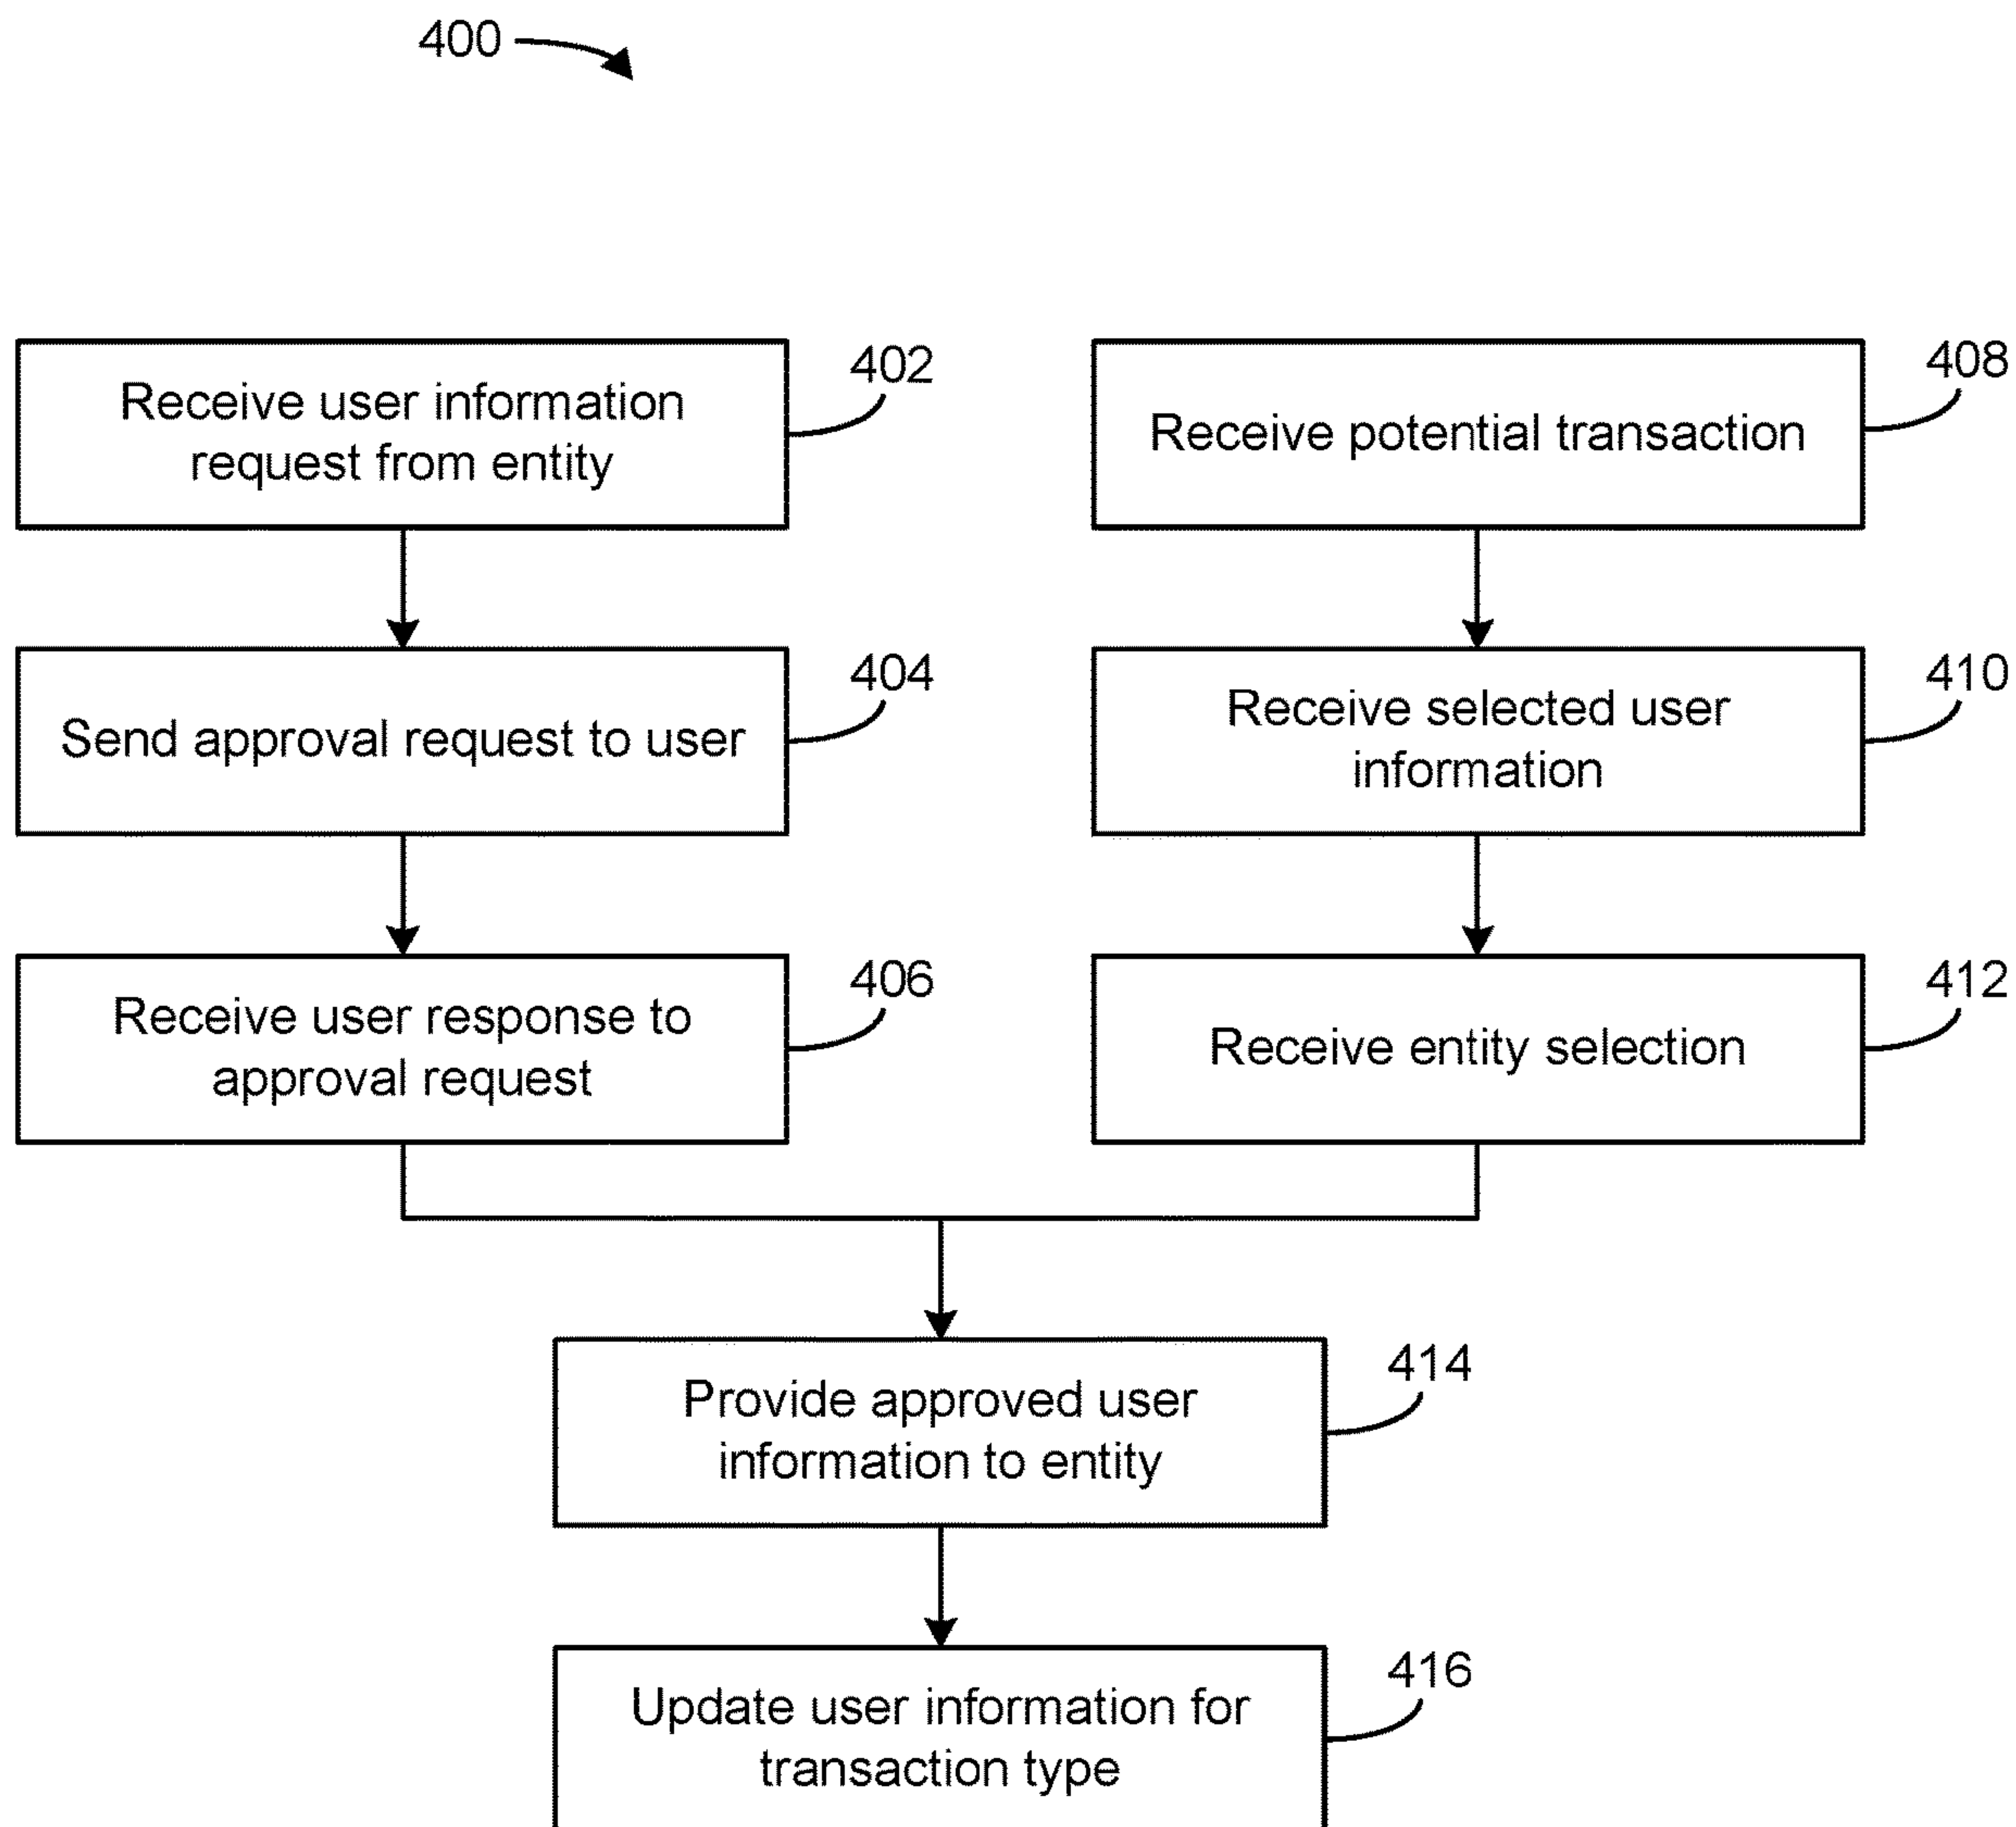 400
Receive user information
request from entity
402
Send approval request to user
404
Receive user response to
approval request
406
Receive potential transaction
408
Receive selected user
information
410
Receive entity selection
412
Provide approved user
information to entity
414
Update user information for
transaction type
416